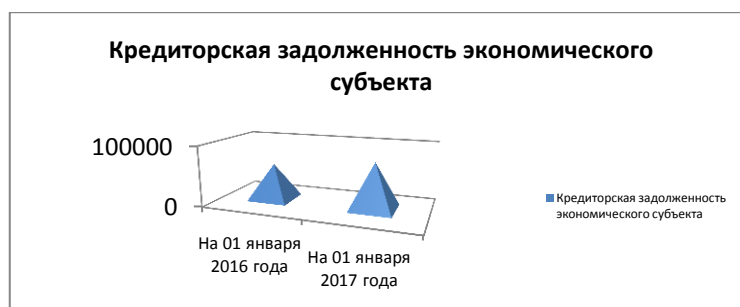 Кредиторская задолженность экономического
субъекта
100000
0
На 01 января
2016 года
На 01 января
2017 года
Кредиторская задолженность
экономического субъекта